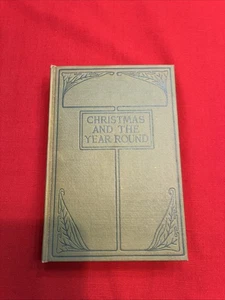 CHRISTMAS
AND THE
YEAR ROUND